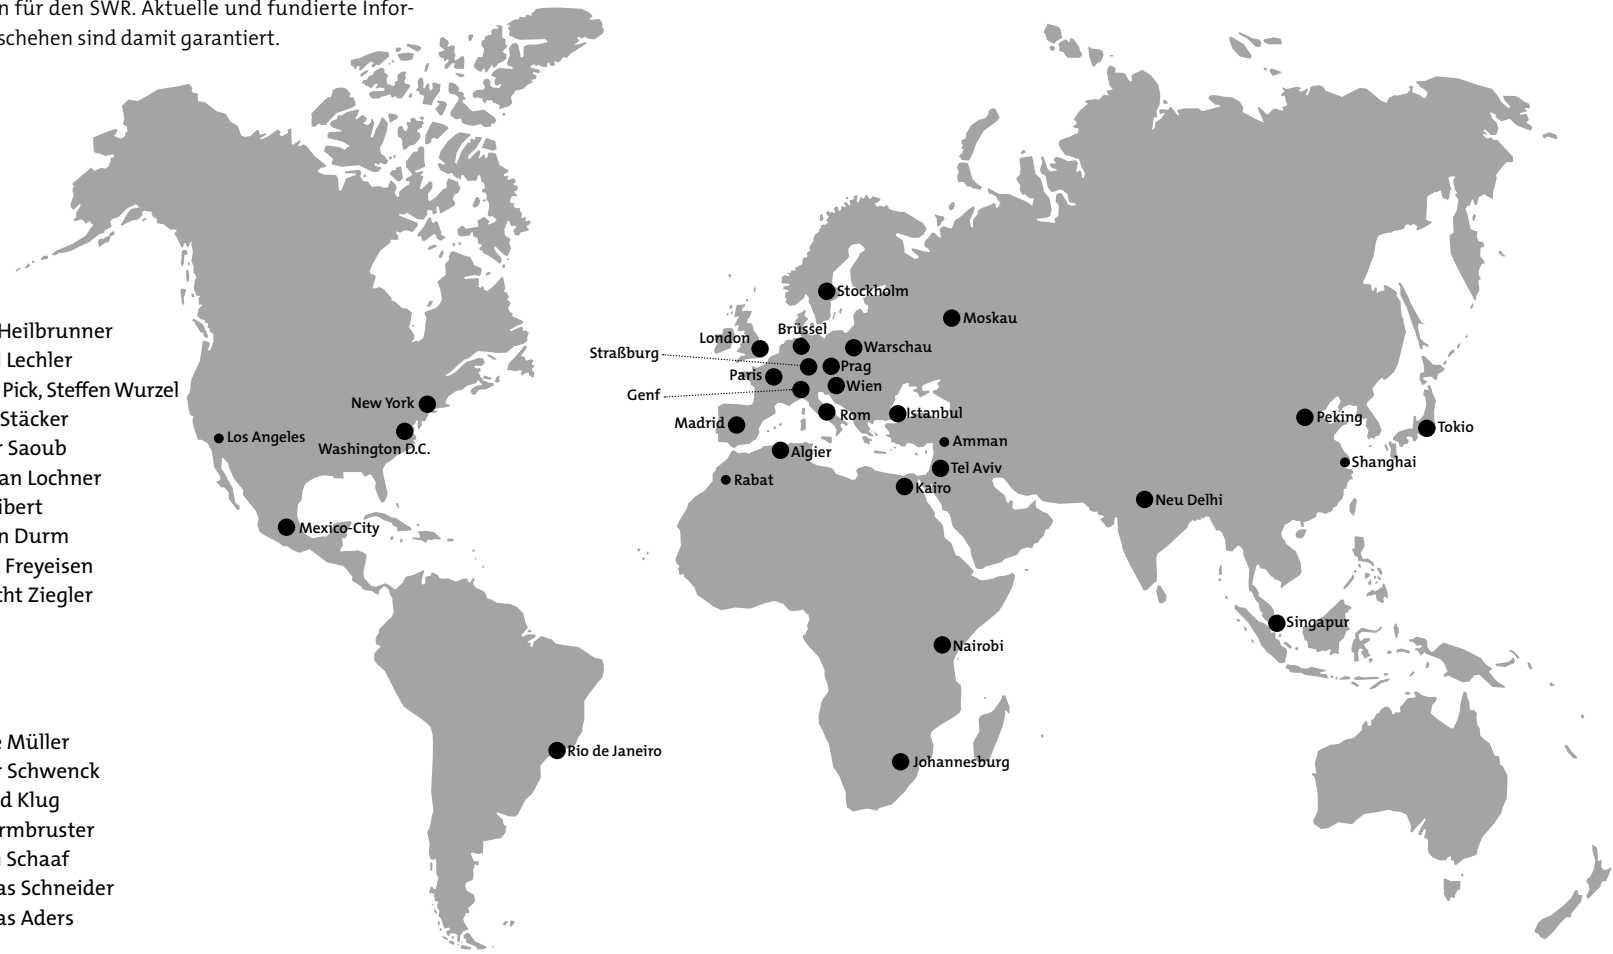 n für den SWR. Aktuelle und fundierte Infor-
schehen sind damit garantiert.
Heilbrunner
Lechler
Pick, Steffen Wurzel
Stäcker
r Saoub
an Lochner
ibert
n Durm
Freyeisen
cht Ziegler
e Müller
r Schwenck
d Klug
rmbruster
Schaaf
as Schneider
as Aders
Stockholm
Moskau
Brüssel
London
Warschau
Straßburg
Prag
Paris
Wien
Genf
New York
Istanbul
Rom
Peking
Madrid
Tokio
Los Angeles
Amman
Washington D.C.
Algier
Shanghai
Tel Aviv
Rabat
Kairo
Neu Delhi
Mexico-City
Singapur
Nairobi
Rio de Janeiro
Johannesburg